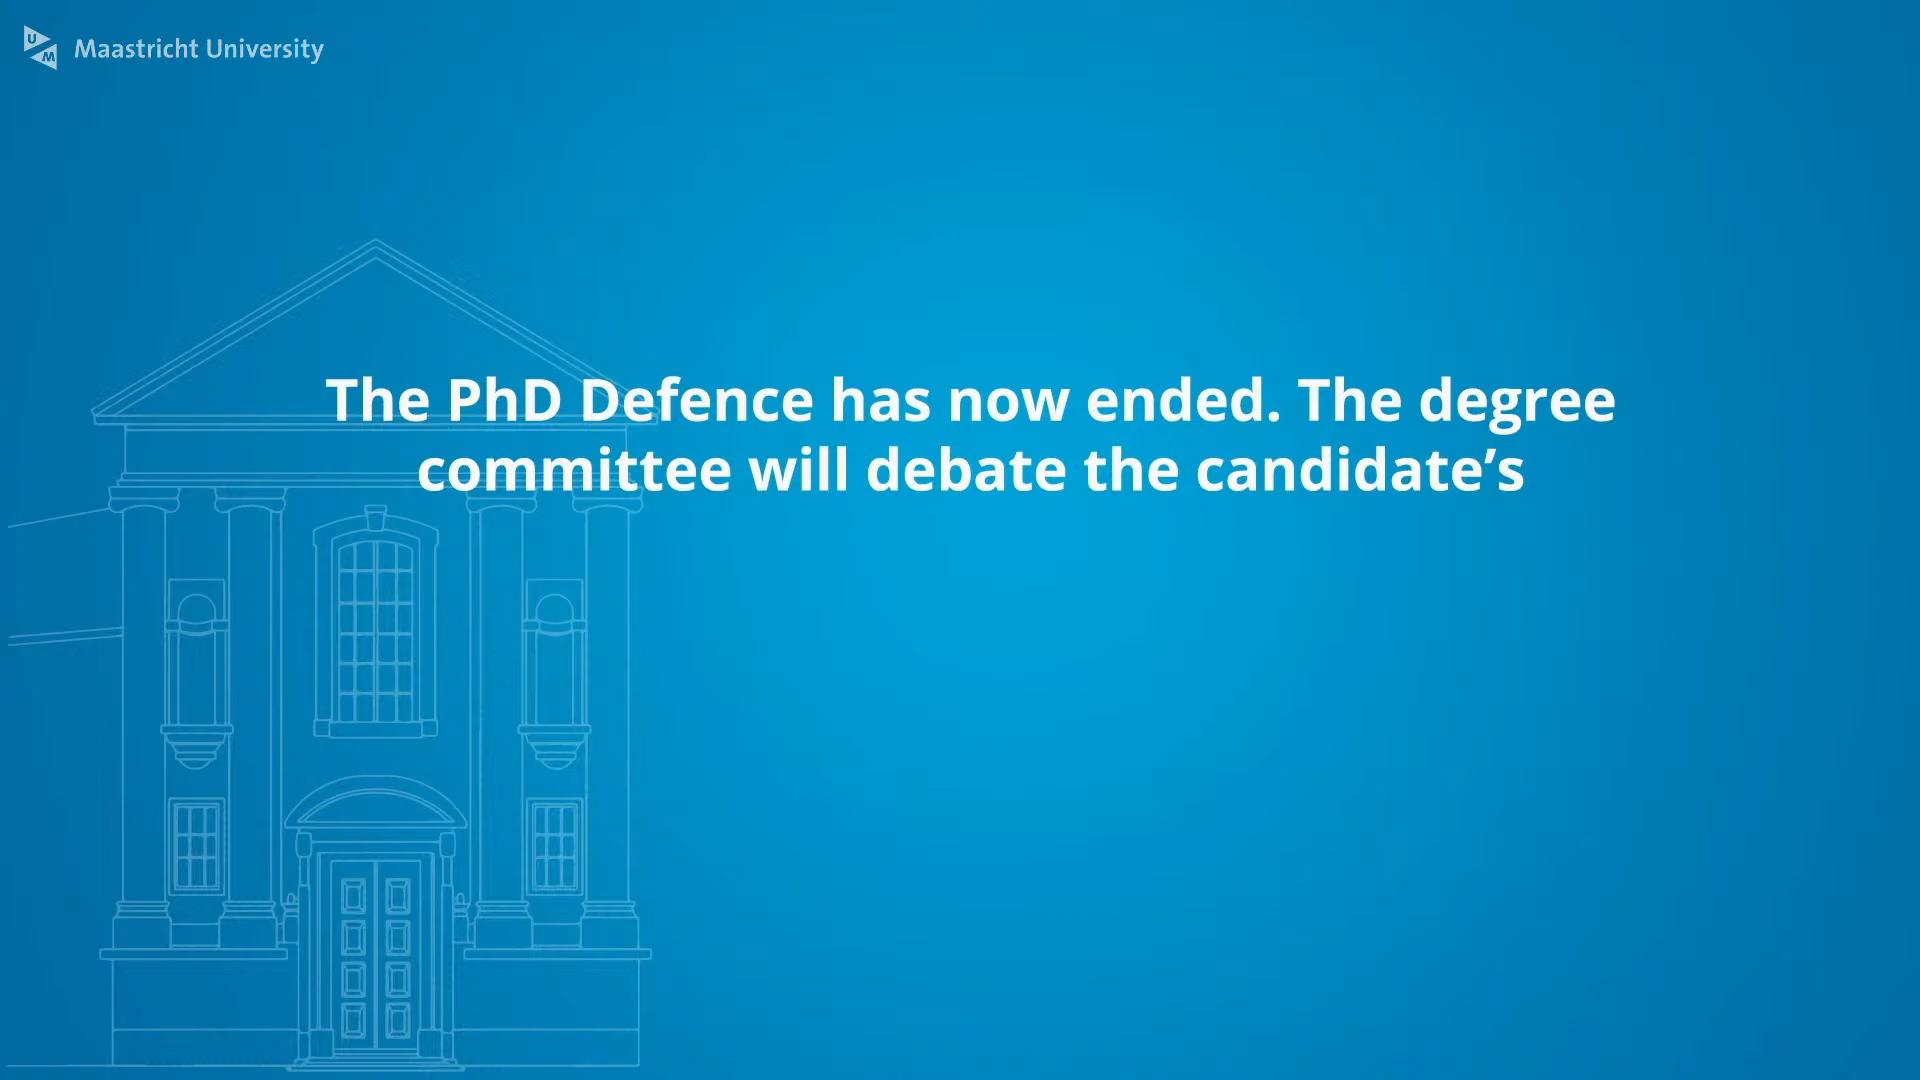 U
M
Maastricht University
The PhD Defence has now ended. The degree
committee will debate the candidate’s